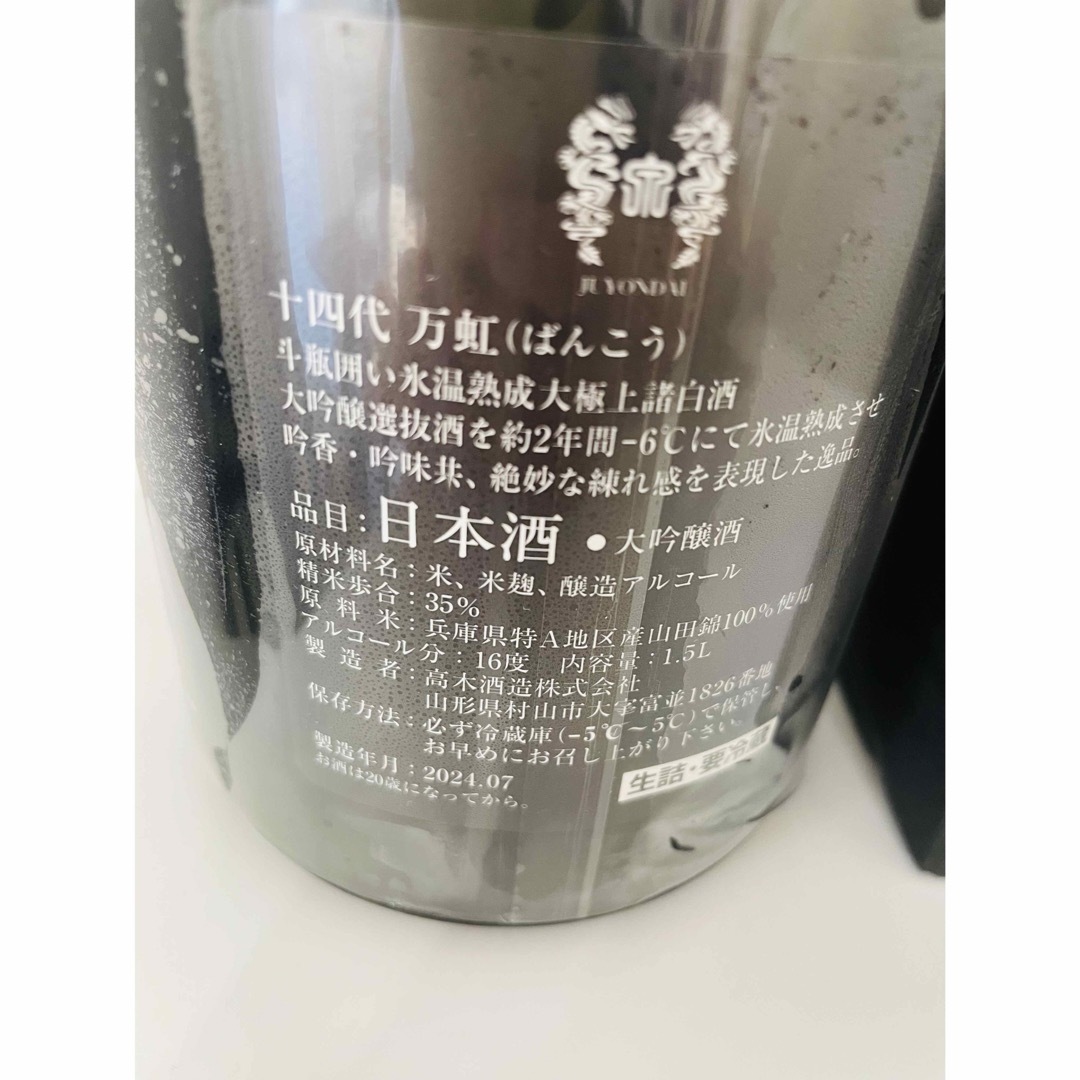 JUYONDAI
十四代 万虹(ばんこう)
斗瓶囲い氷温熟成大極上諸白酒
大吟醸選抜酒を約2年間-6℃にて氷温熟成させ
吟香・吟味共、絶妙な練れ感を表現した逸品。
品目:日本酒・大吟醸酒
原材料名:米、米麹、醸造アルコール
精米歩合:35%
原料米:兵庫県特A地区産山田錦100%使用
アルコール分:16度 内容量:1.5L
製造者:高木酒造株式会社
山形県村山市大字富並1826番地
保存方法:必ず冷蔵庫(-5℃~5℃)で保管し、
お早めにお召し上がり下さい。
生詰・要冷蔵
製造年月:2024.07
お酒は20歳になってから。